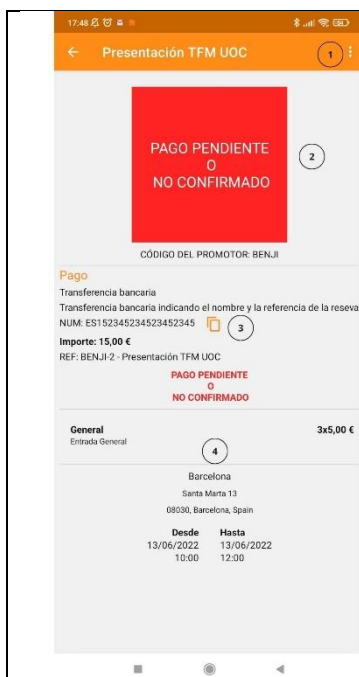 17:48
Presentación TFM UOC
1
PAGO PENDIENTE
O
NO CONFIRMADO
2
CÓDIGO DEL PROMOTOR: BENJI
Pago
Transferencia bancaria
Transferencia bancaria indicando el nombre y la referencia de la reseva
NUM: ES152345234523452345
3
Importe: 15,00 €
REF: BENJI-2 - Presentación TFM UOC
PAGO PENDIENTE
O
NO CONFIRMADO
General 3x5,00 €
Entrada General
4
Barcelona
Santa Marta 13
08030, Barcelona, Spain
Desde Hasta
13/06/2022 13/06/2022
10:00 12:00